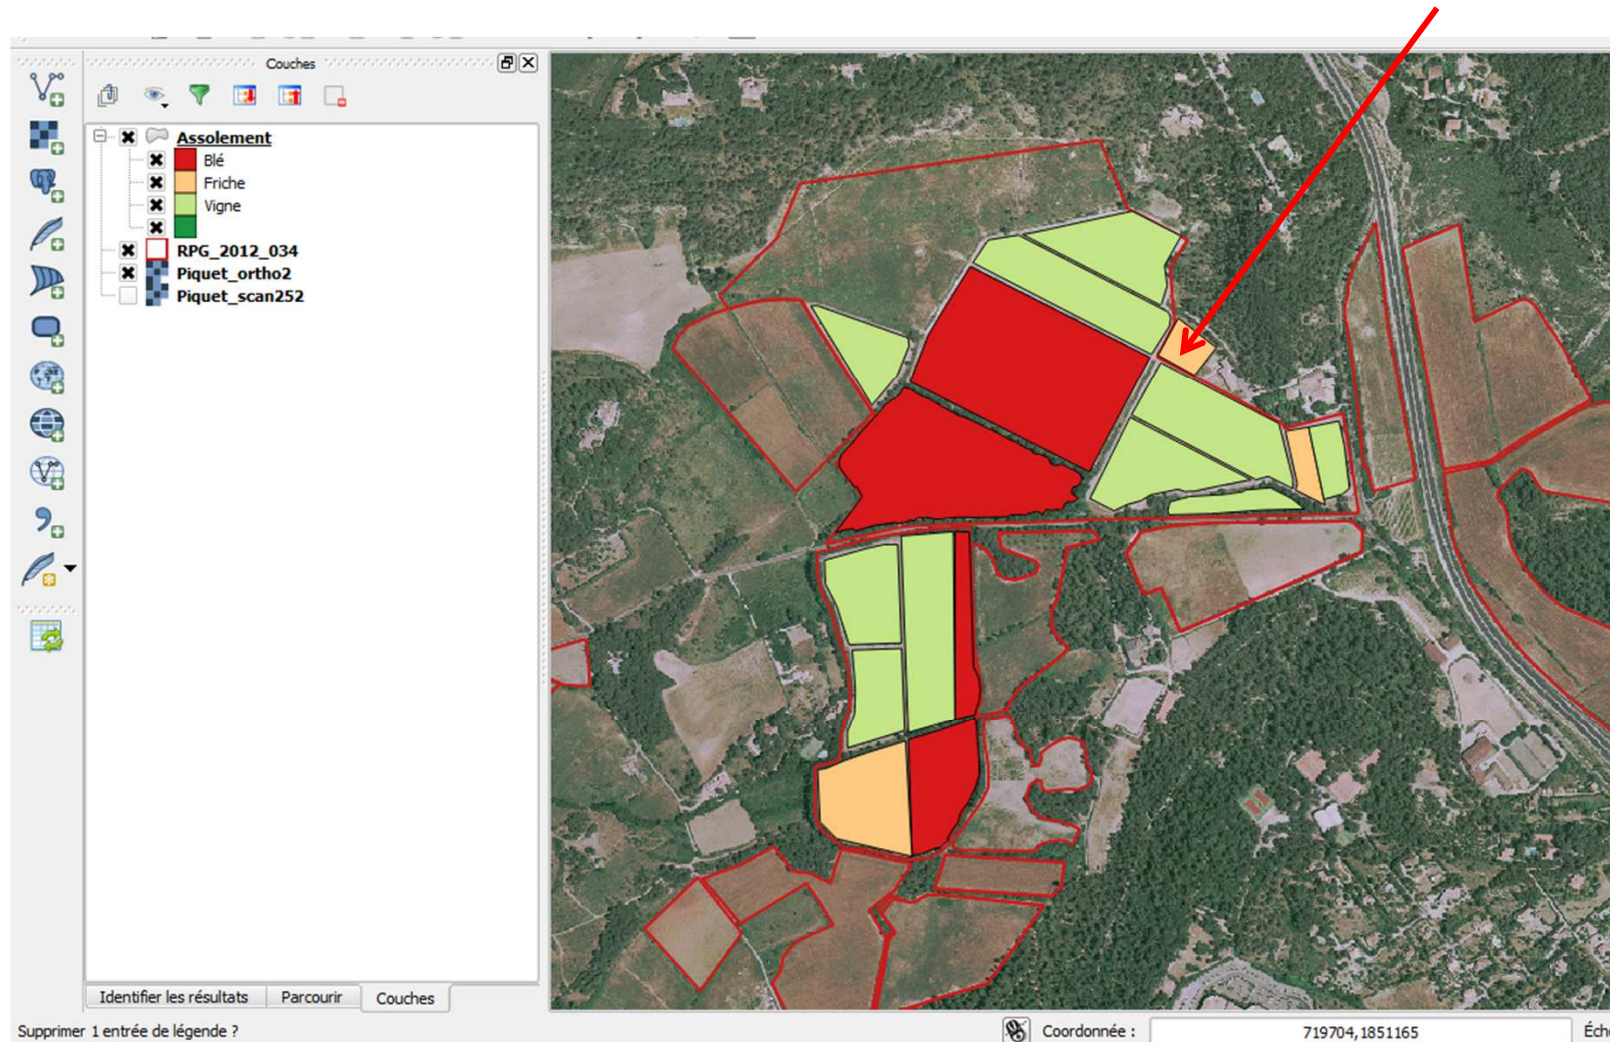 Couches
Assolement
Blé
Friche
Vigne
RPG_2012_034
Piquet_ortho2
Piquet_scan252
Identifier les résultats
Parcourir
Couches
Supprimer 1 entrée de légende ?
Coordonnée :
719704,1851165
Éch